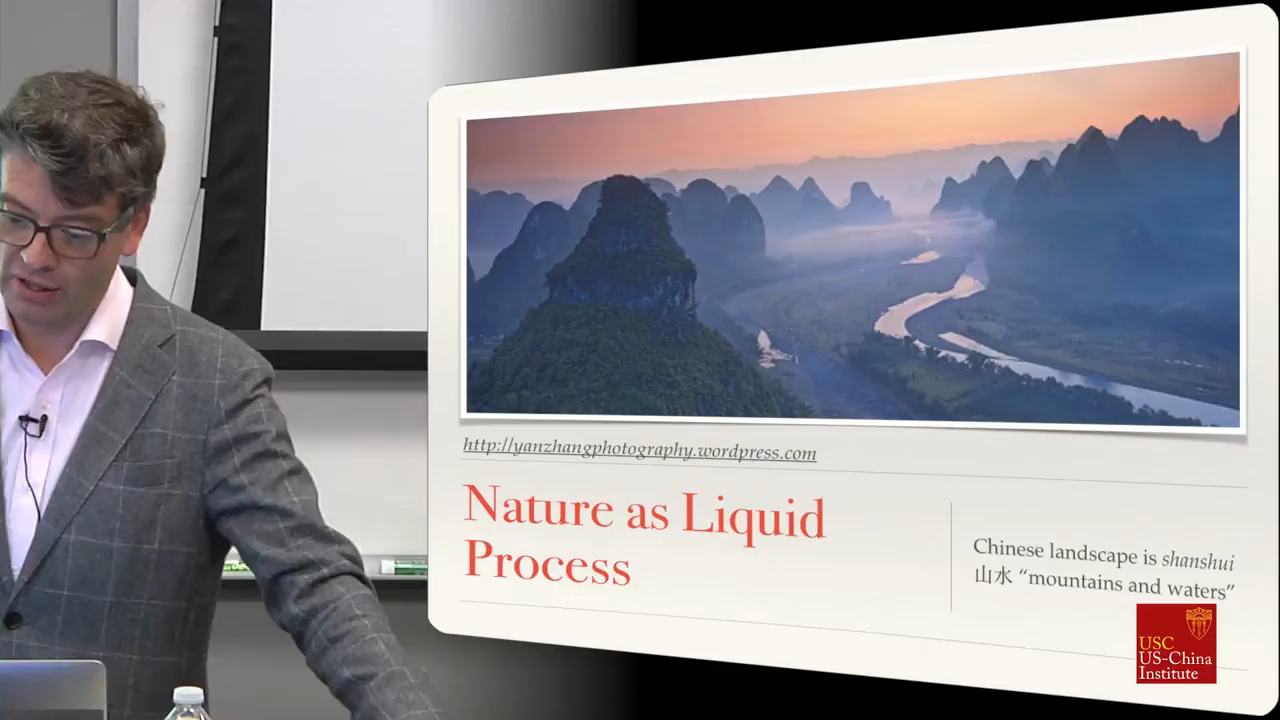 http://yanzhangphotography.wordpress.com
Nature as Liquid
Process
Chinese landscape is shanshui
山水 “mountains and waters”
USC
US-China
Institute